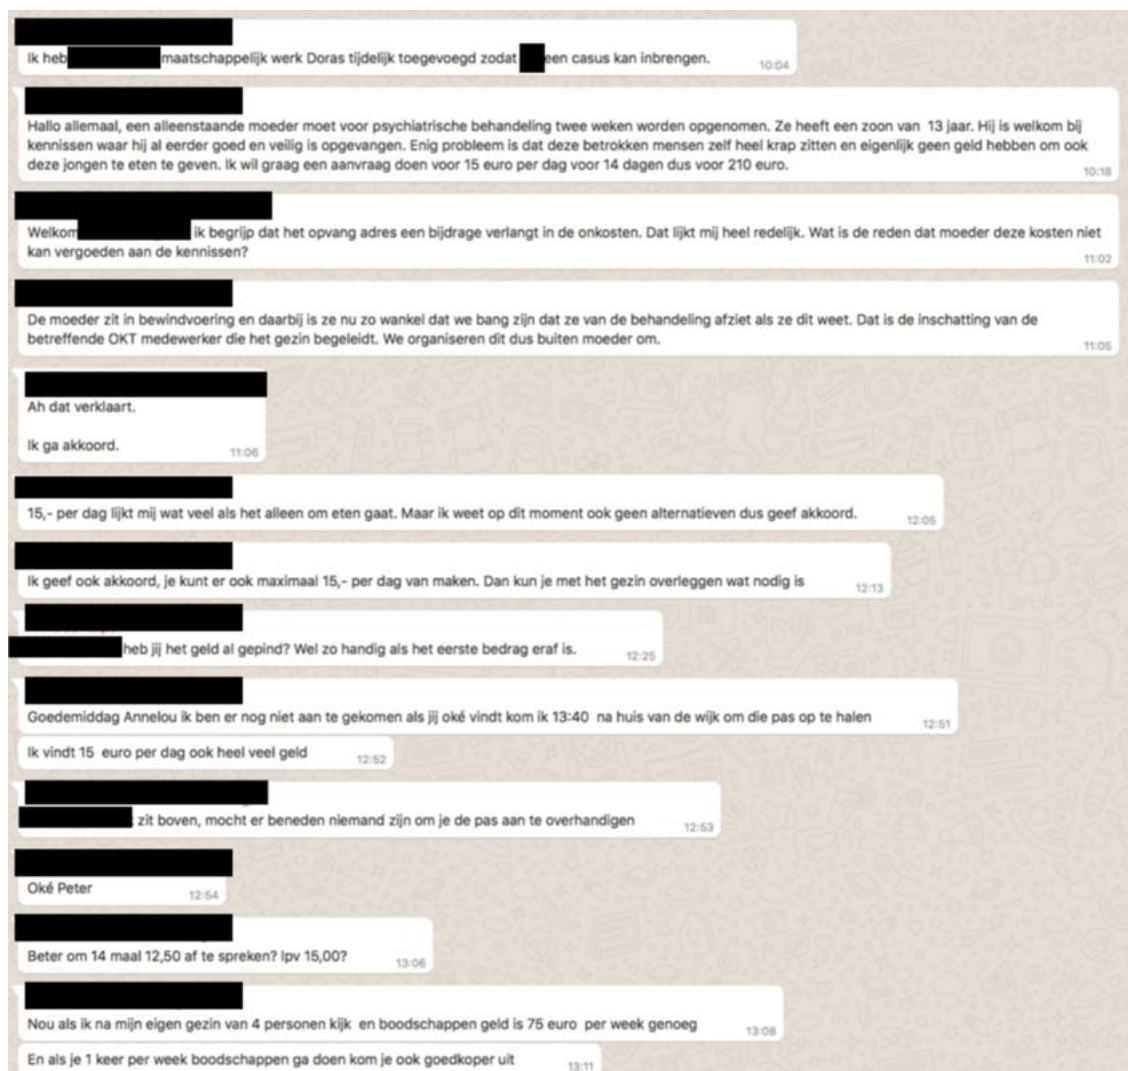 Ik heb maatschappelijk werk Doras tijdelijk toegevoegd zodat een casus kan inbrengen. 10:04
Hallo allemaal, een alleenstaande moeder moet voor psychiatrische behandeling twee weken worden opgenomen. Ze heeft een zoon van 13 jaar. Hij is welkom bij
kennissen waar hij al eerder goed en veilig is opgevangen. Enig probleem is dat deze betrokken mensen zelf heel krap zitten en eigenlijk geen geld hebben om ook
deze jongen te eten te geven. Ik wil graag een aanvraag doen voor 15 euro per dag voor 14 dagen dus voor 210 euro. 10:18
Welkom ik begrijp dat het opvang adres een bijdrage verlangt in de onkosten. Dat lijkt mij heel redelijk. Wat is de reden dat moeder deze kosten niet
kan vergoeden aan de kennissen? 11:02
De moeder zit in bewindvoering en daarbij is ze nu zo wankel dat we bang zijn dat ze van de behandeling afziet als ze dit weet. Dat is de inschatting van de
betreffende OKT medewerker die het gezin begeleidt. We organiseren dit dus buiten moeder om. 11:05
Ah dat verklaart.
Ik ga akkoord. 11:06
15,- per dag lijkt mij wat veel als het alleen om eten gaat. Maar ik weet op dit moment ook geen alternatieven dus geef akkoord. 12:05
Ik geef ook akkoord, je kunt er ook maximaal 15,- per dag van maken. Dan kun je met het gezin overleggen wat nodig is 12:13
heb jij het geld al gepind? Wel zo handig als het eerste bedrag eraf is. 12:25
Goedemiddag Annelou ik ben er nog niet aan te gekomen als jij oké vindt kom ik 13:40 na huis van de wijk om die pas op te halen 12:51
Ik vindt 15 euro per dag ook heel veel geld 12:52
zit boven, mocht er beneden niemand zijn om je de pas aan te overhandigen 12:53
Oké Peter 12:54
Beter om 14 maal 12,50 af te spreken? Ipv 15,00? 13:06
Nou als ik na mijn eigen gezin van 4 personen kijk en boodschappen geld is 75 euro per week genoeg 13:08
En als je 1 keer per week boodschappen ga doen kom je ook goedkoper uit 13:11